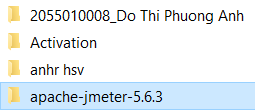 2055010008_Do Thi Phuong Anh
Activation
anhr hsv
apache-jmeter-5.6.3